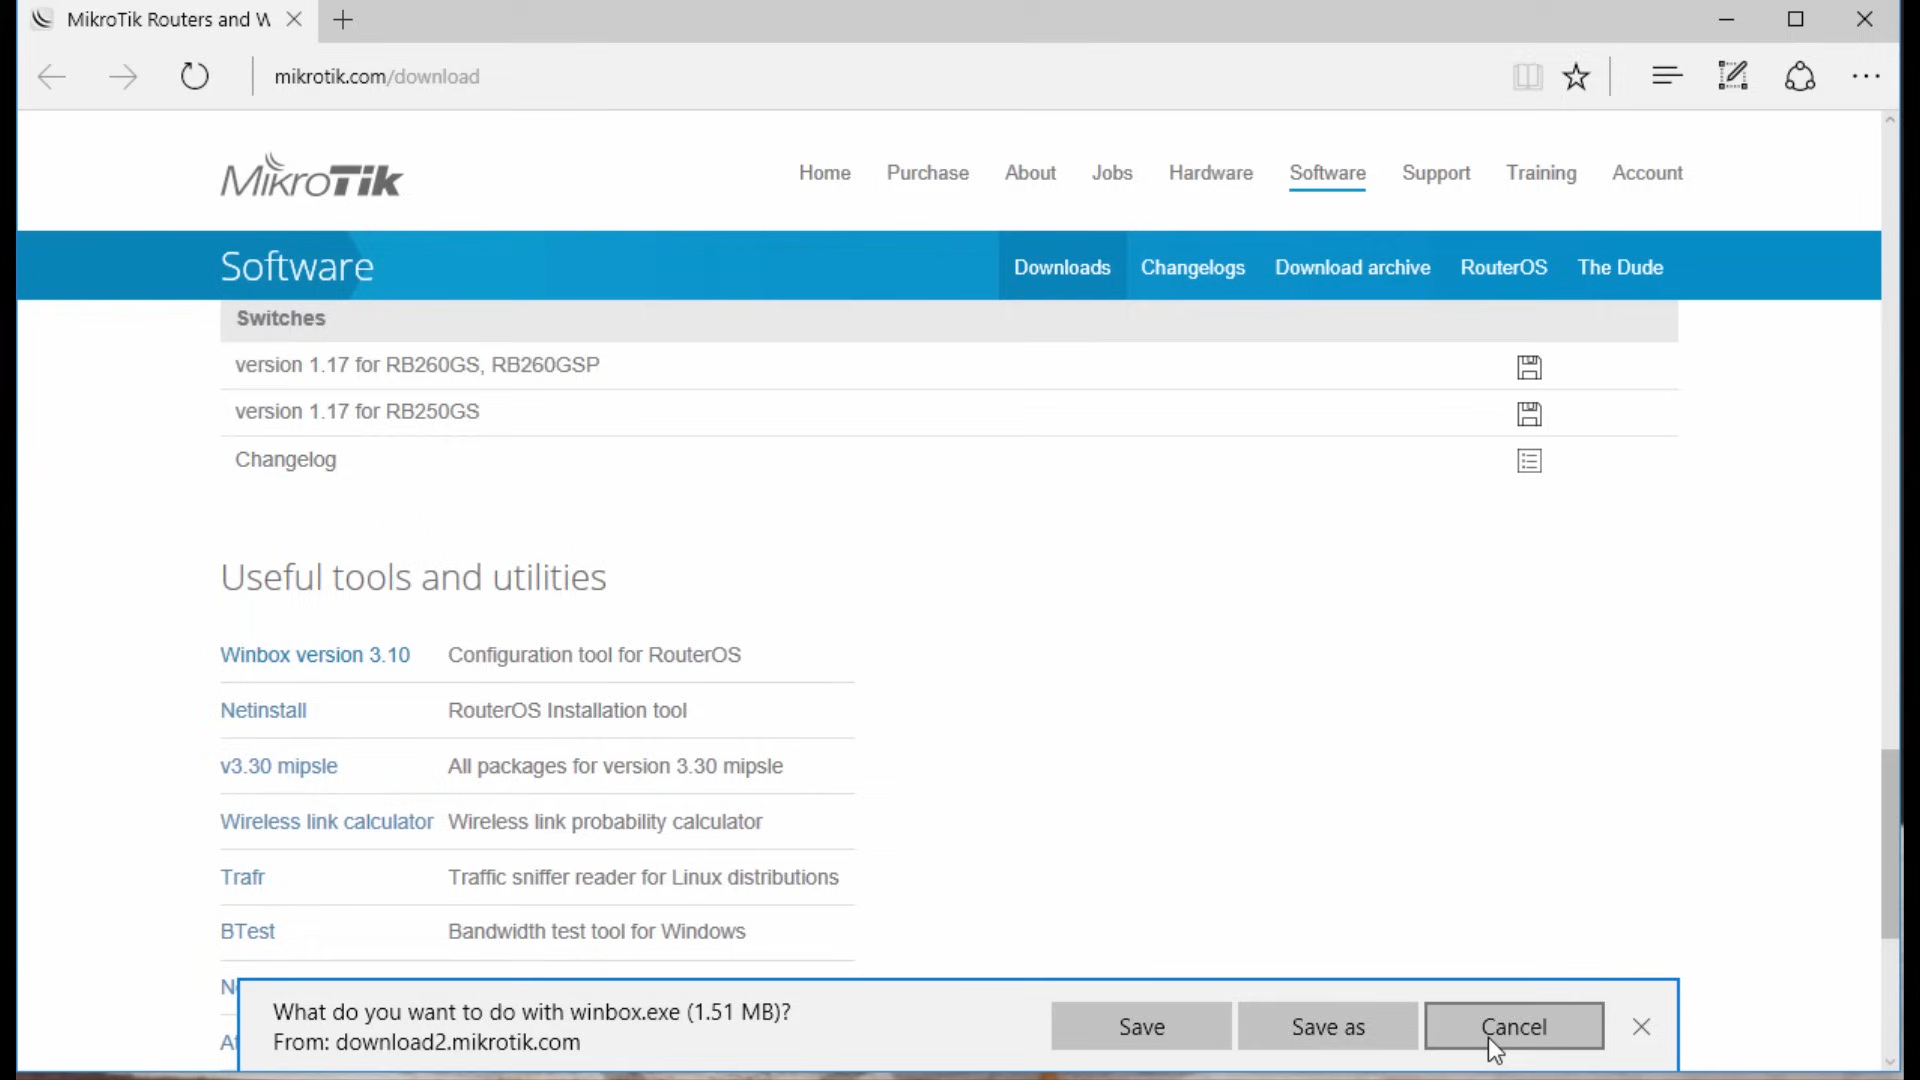 MikroTik Routers and W
mikrotik.com/download
MikroTik
Home Purchase About Jobs Hardware Software Support Training Account
Software
Downloads Changelogs Download archive RouterOS The Dude
Switches
version 1.17 for RB260GS, RB260GSP
version 1.17 for RB250GS
Changelog
Useful tools and utilities
Winbox version 3.10 Configuration tool for RouterOS
Netinstall RouterOS Installation tool
v3.30 mipsle All packages for version 3.30 mipsle
Wireless link calculator Wireless link probability calculator
Trafr Traffic sniffer reader for Linux distributions
BTest Bandwidth test tool for Windows
What do you want to do with winbox.exe (1.51 MB)?
From: download2.mikrotik.com
Save Save as Cancel